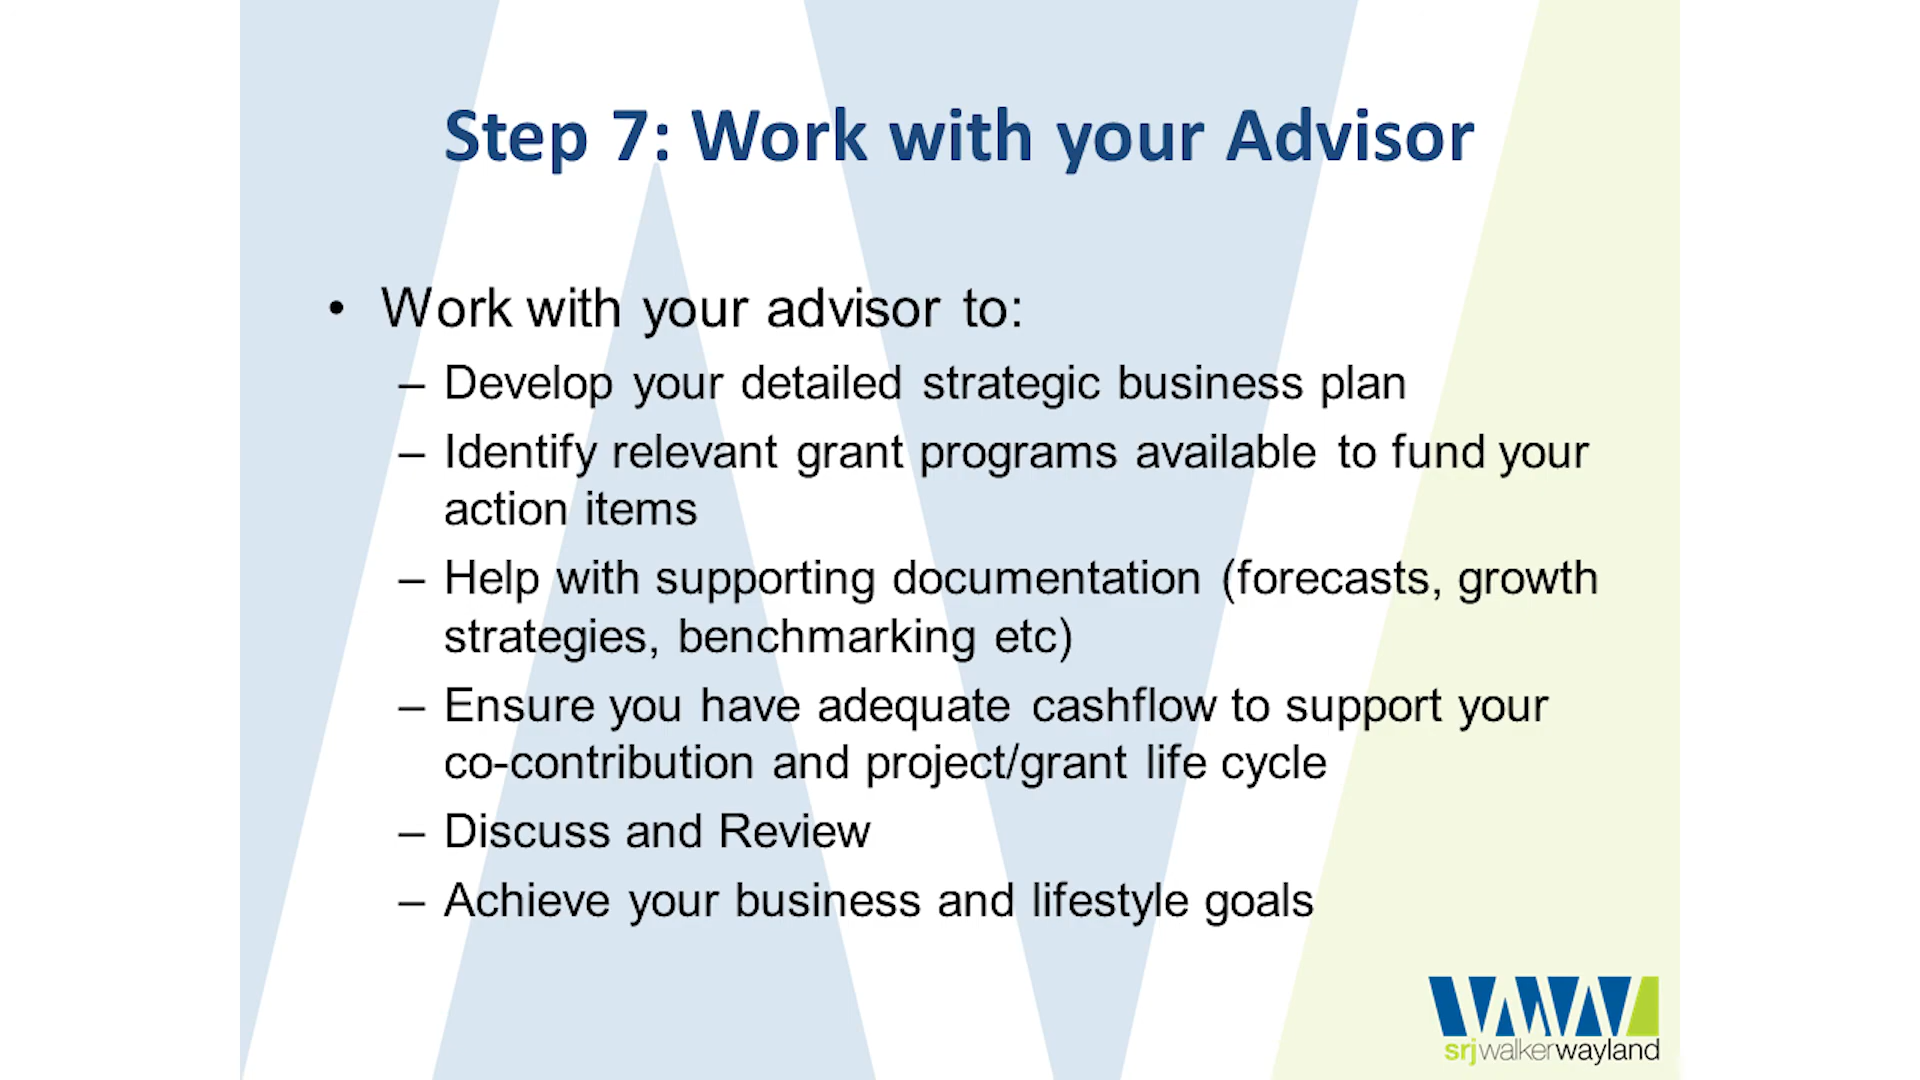 Step 7: Work with your Advisor
• Work with your advisor to:
– Develop your detailed strategic business plan
– Identify relevant grant programs available to fund your
action items
– Help with supporting documentation (forecasts, growth
strategies, benchmarking etc)
– Ensure you have adequate cashflow to support your
co-contribution and project/grant life cycle
– Discuss and Review
– Achieve your business and lifestyle goals
srjwalkerwayland